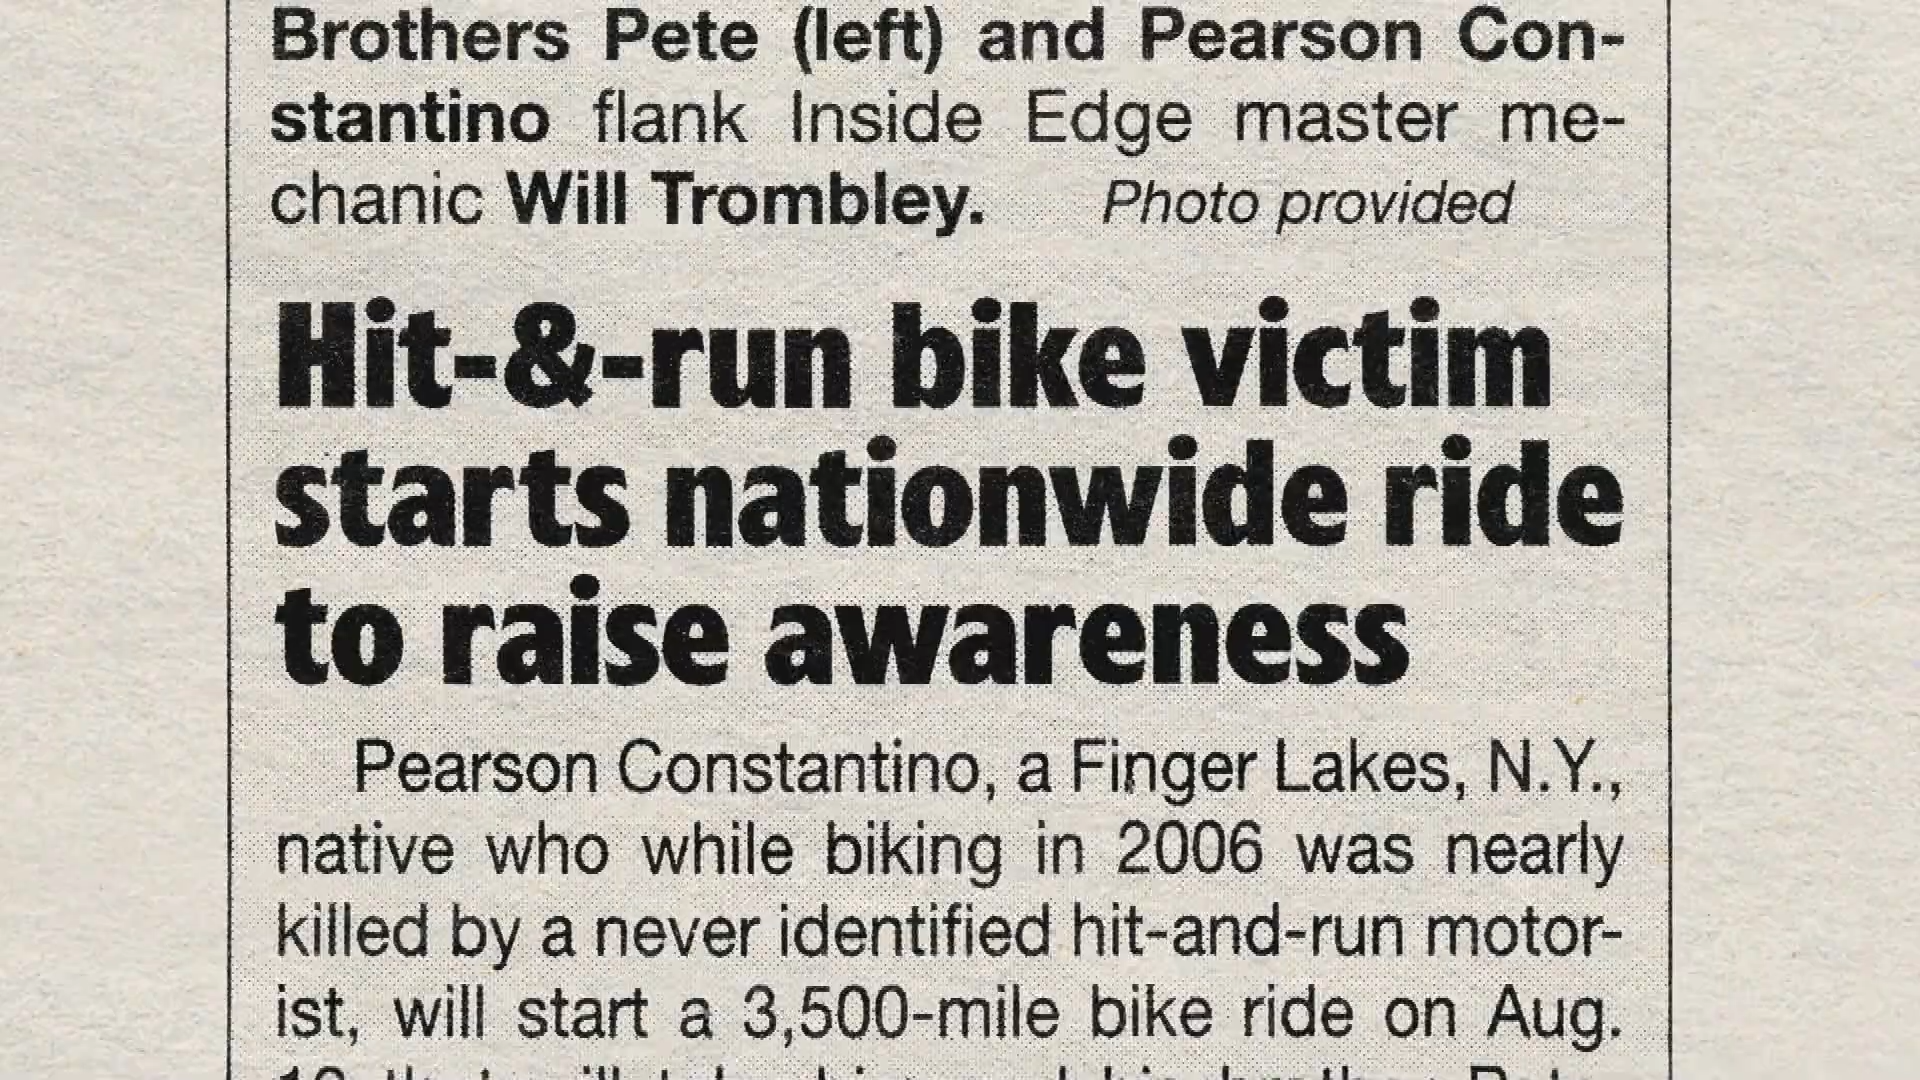 Brothers Pete (left) and Pearson Con-
stantino flank Inside Edge master me-
chanic Will Trombley. Photo provided
Hit-&-run bike victim
starts nationwide ride
to raise awareness
Pearson Constantino, a Finger Lakes, N.Y.,
native who while biking in 2006 was nearly
killed by a never identified hit-and-run motor-
ist, will start a 3,500-mile bike ride on Aug.